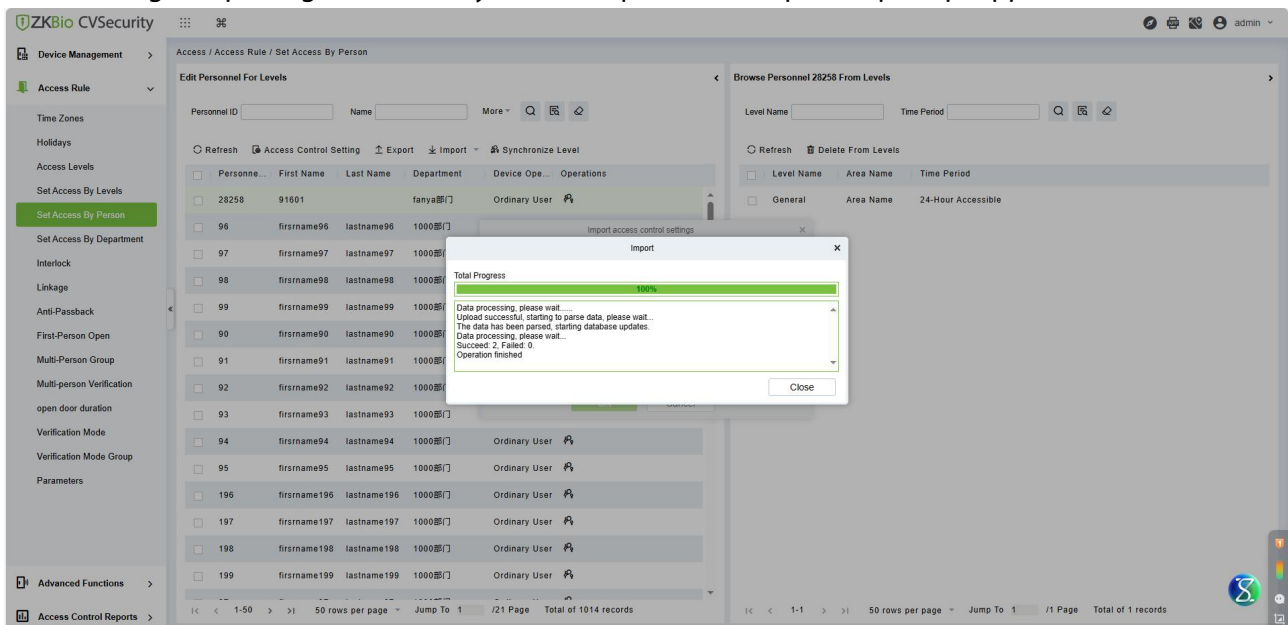 ZKBio CVSecurity
admin
Device Management
Access Rule
Time Zones
Holidays
Access Levels
Set Access By Levels
Set Access By Person
Set Access By Department
Interlock
Linkage
Anti-Passback
First-Person Open
Multi-Person Group
Multi-person Verification
open door duration
Verification Mode
Verification Mode Group
Parameters
Advanced Functions
Access Control Reports
Access / Access Rule / Set Access By Person
Edit Personnel For Levels
Personnel ID Name More
Refresh Access Control Setting Export Import Synchronize Level
Personne... First Name Last Name Department Device Ope... Operations
28258 91601 fanya部门 Ordinary User
96 firsrname96 lastname96 1000部门
97 firsrname97 lastname97
98 firsrname98 lastname98
99 firsrname99 lastname99
90 firsrname90 lastname90
91 firsrname91 lastname91
92 firsrname92 lastname92
93 firsrname93 lastname93 1000部门
94 firsrname94 lastname94 1000部门 Ordinary User
95 firsrname95 lastname95 1000部门 Ordinary User
196 firsrname196 lastname196 1000部门 Ordinary User
197 firsrname197 lastname197 1000部门 Ordinary User
198 firsrname198 lastname198 1000部门 Ordinary User
199 firsrname199 lastname199 1000部门 Ordinary User
1-50 50 rows per page Jump To 1 /21 Page Total of 1014 records
Import access control settings
Import
Total Progress
100%
Data processing, please wait......
Upload successful, starting to parse data, please wait...
The data has been parsed, starting database updates.
Data processing, please wait...
Succeed: 2, Failed: 0.
Operation finished
Close
Browse Personnel 28258 From Levels
Level Name Time Period
Refresh Delete From Levels
Level Name Area Name Time Period
General Area Name 24-Hour Accessible
1-1 50 rows per page Jump To 1 /1 Page Total of 1 records